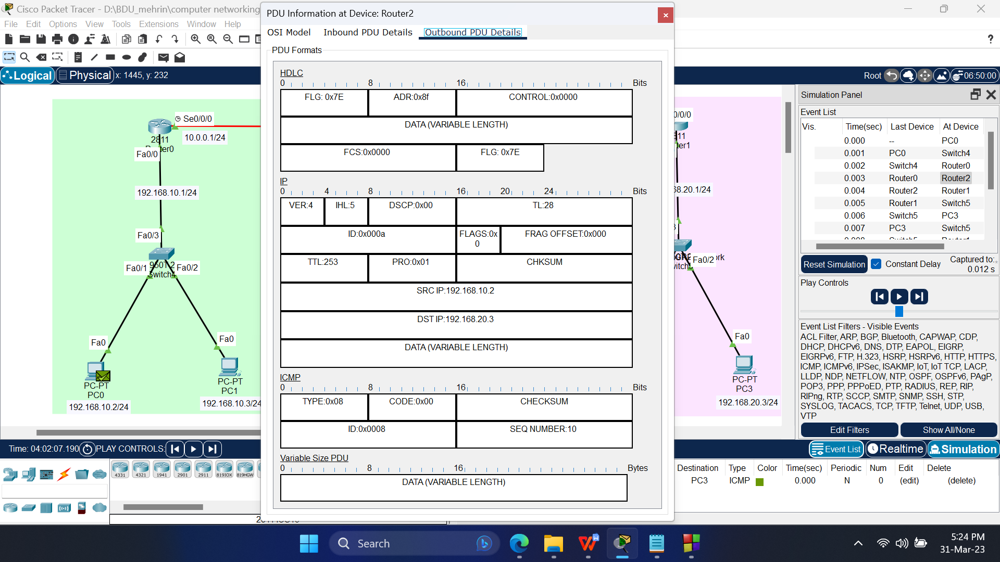 Cisco Packet Tracer - D:\BDU_mehrin\computer networking
File Edit Options View Tools Extensions Window Help
Logical
Physical
x: 1445, y: 232
Root
06:50:00
Se0/0/0
10.0.0.1/24
2811
Router0
Fa0/0
192.168.10.1/24
Fa0/3
Fa0/1
Switch4
Fa0/2
Fa0
Fa0
PC-PT
PC0
192.168.10.2/24
PC-PT
PC1
192.168.10.3/24
PDU Information at Device: Router2
OSI Model
Inbound PDU Details
Outbound PDU Details
PDU Formats
HDLC
0 8 16 Bits
FLG: 0x7E ADR:0x8f CONTROL:0x0000
DATA (VARIABLE LENGTH)
FCS:0x0000 FLG: 0x7E
IP
0 4 8 16 20 24 Bits
VER:4 IHL:5 DSCP:0x00 TL:28
ID:0x000a FLAGS:0x
0 FRAG OFFSET:0x000
TTL:253 PRO:0x01 CHKSUM
SRC IP:192.168.10.2
DST IP:192.168.20.3
DATA (VARIABLE LENGTH)
ICMP
0 8 16 Bits
TYPE:0x08 CODE:0x00 CHECKSUM
ID:0x0008 SEQ NUMBER:10
Variable Size PDU
0 8 16 Bytes
DATA (VARIABLE LENGTH)
0/0/0
11
ter1
68.20.1/24
Fa0/2
Fa0
PC-PT
PC3
192.168.20.3/24
Simulation Panel
Event List
Vis. Time(sec) Last Device At Device
0.000 -- PC0
0.001 PC0 Switch4
0.002 Switch4 Router0
0.003 Router0 Router2
0.004 Router2 Router1
0.005 Router1 Switch5
0.006 Switch5 PC3
0.007 PC3 Switch5
0.008 Switch5 Router1
Reset Simulation
Constant Delay
Captured to:
0.012 s
Play Controls
Event List Filters - Visible Events
ACL Filter, ARP, BGP, Bluetooth, CAPWAP, CDP,
DHCP, DHCPv6, DNS, DTP, EAPOL, EIGRP,
EIGRPv6, FTP, H.323, HSRP, HSRPv6, HTTP, HTTPS,
ICMP, ICMPv6, IPSec, ISAKMP, IoT, IoT TCP, LACP,
LLDP, NDP, NETFLOW, NTP, OSPF, OSPFv6, PAgP,
POP3, PPP, PPPoED, PTP, RADIUS, REP, RIP,
RIPng, RTP, SCCP, SMTP, SNMP, SSH, STP,
SYSLOG, TACACS, TCP, TFTP, Telnet, UDP, USB,
VTP
Edit Filters
Show All/None
Time: 04:02:07.190
PLAY CONTROLS:
Event List
Realtime
Simulation
4331 4321 1941 2901 2911 819IOX 819HGW
Destination Type Color Time(sec) Periodic Num Edit Delete
PC3 ICMP 0.000 N 0 (edit) (delete)
Search
5:24 PM
31-Mar-23